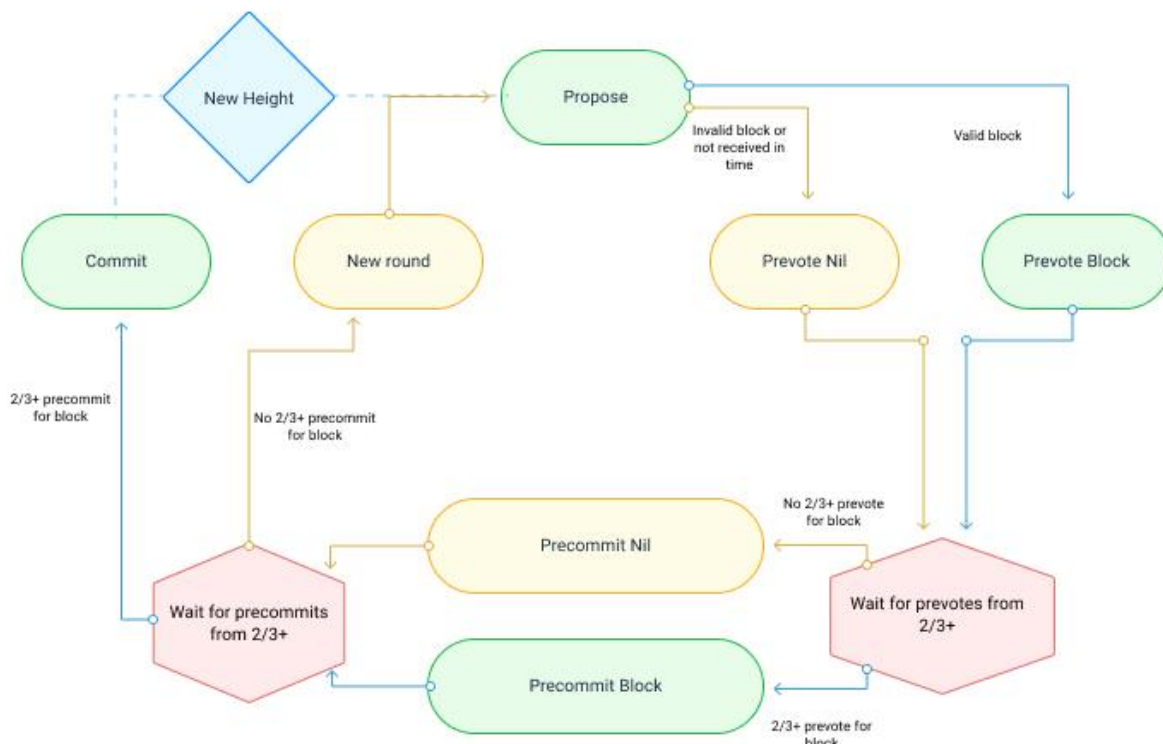 New Height
Propose
Invalid block or
not received in
time
Valid block
Commit
New round
Prevote Nil
Prevote Block
2/3+ precommit
for block
No 2/3+ precommit
for block
No 2/3+ prevote
for block
Precommit Nil
Wait for precommits
from 2/3+
Wait for prevotes from
2/3+
Precommit Block
2/3+ prevote for
block